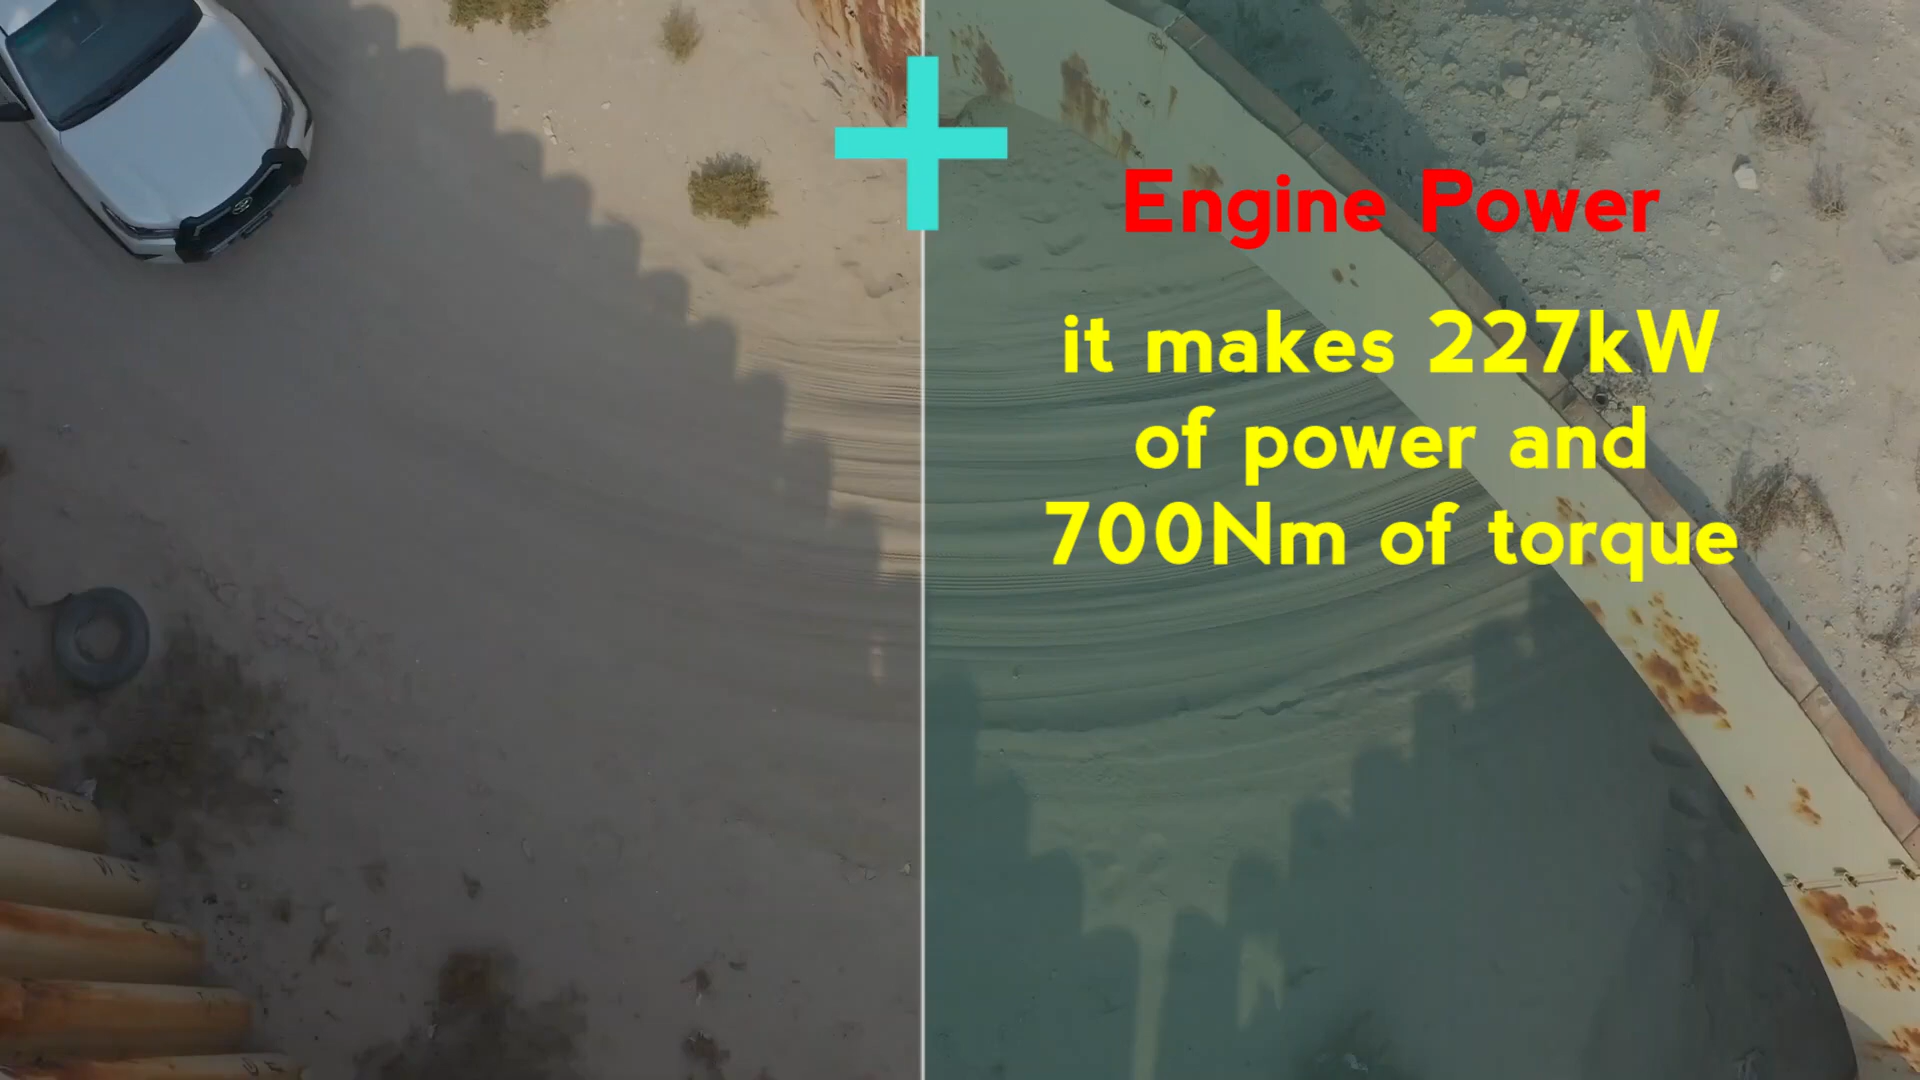 Engine Power
it makes 227kW
of power and
700Nm of torque